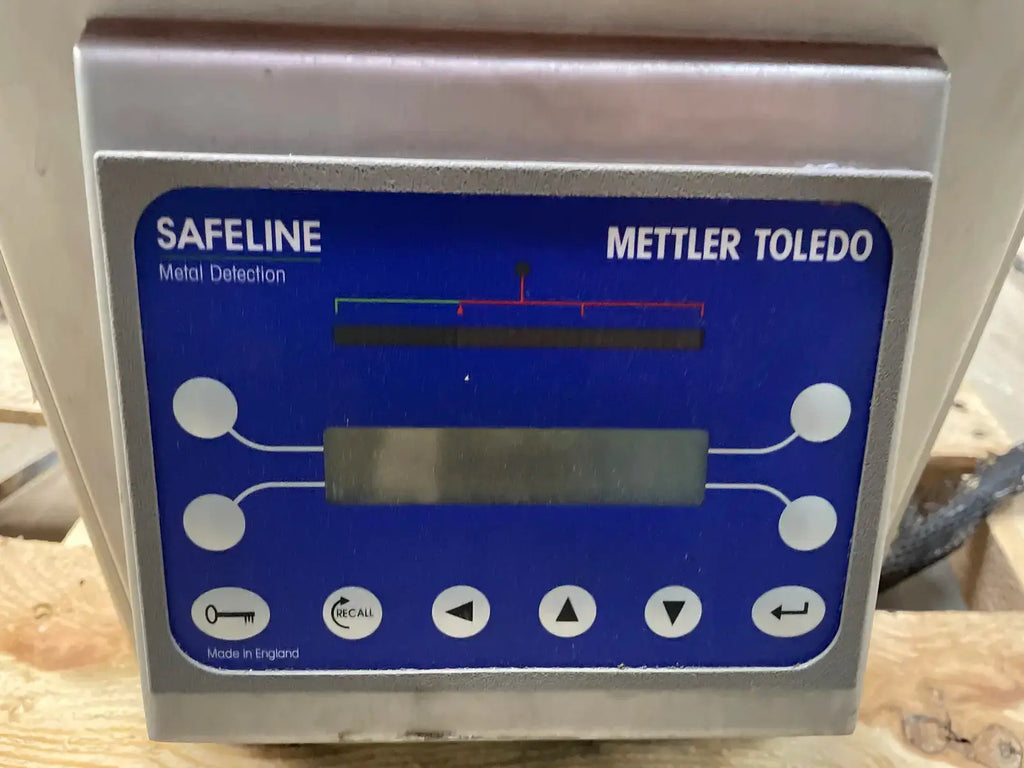 SAFELINE
Metal Detection
METTLER TOLEDO
RECALL
Made in England